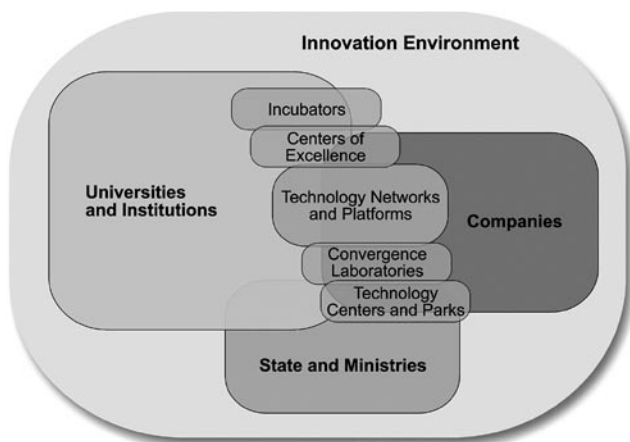 Innovation Environment
Incubators
Centers of
Excellence
Universities
and Institutions
Technology Networks
and Platforms
Companies
Convergence
Laboratories
Technology
Centers and Parks
State and Ministries